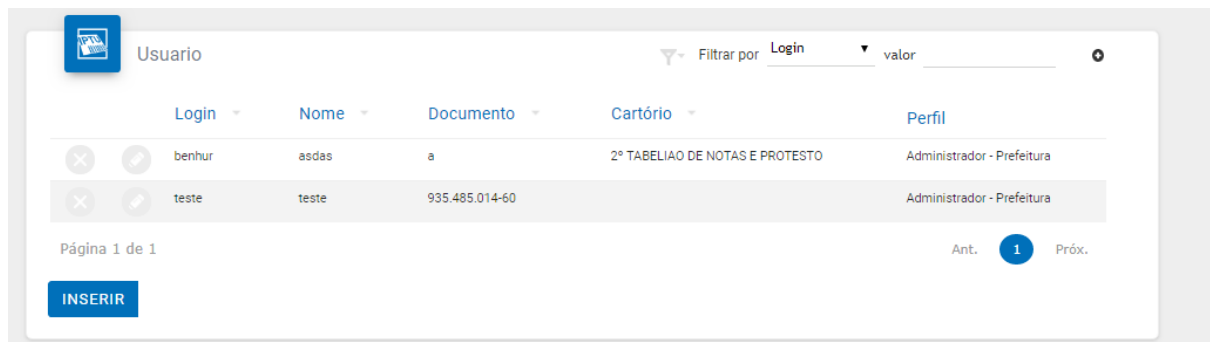 IPTU
Usuario Filtrar por Login valor
Login Nome Documento Cartório Perfil
benhur asdas a 2º TABELIAO DE NOTAS E PROTESTO Administrador - Prefeitura
teste teste 935.485.014-60 Administrador - Prefeitura
Página 1 de 1 Ant. 1 Próx.
INSERIR